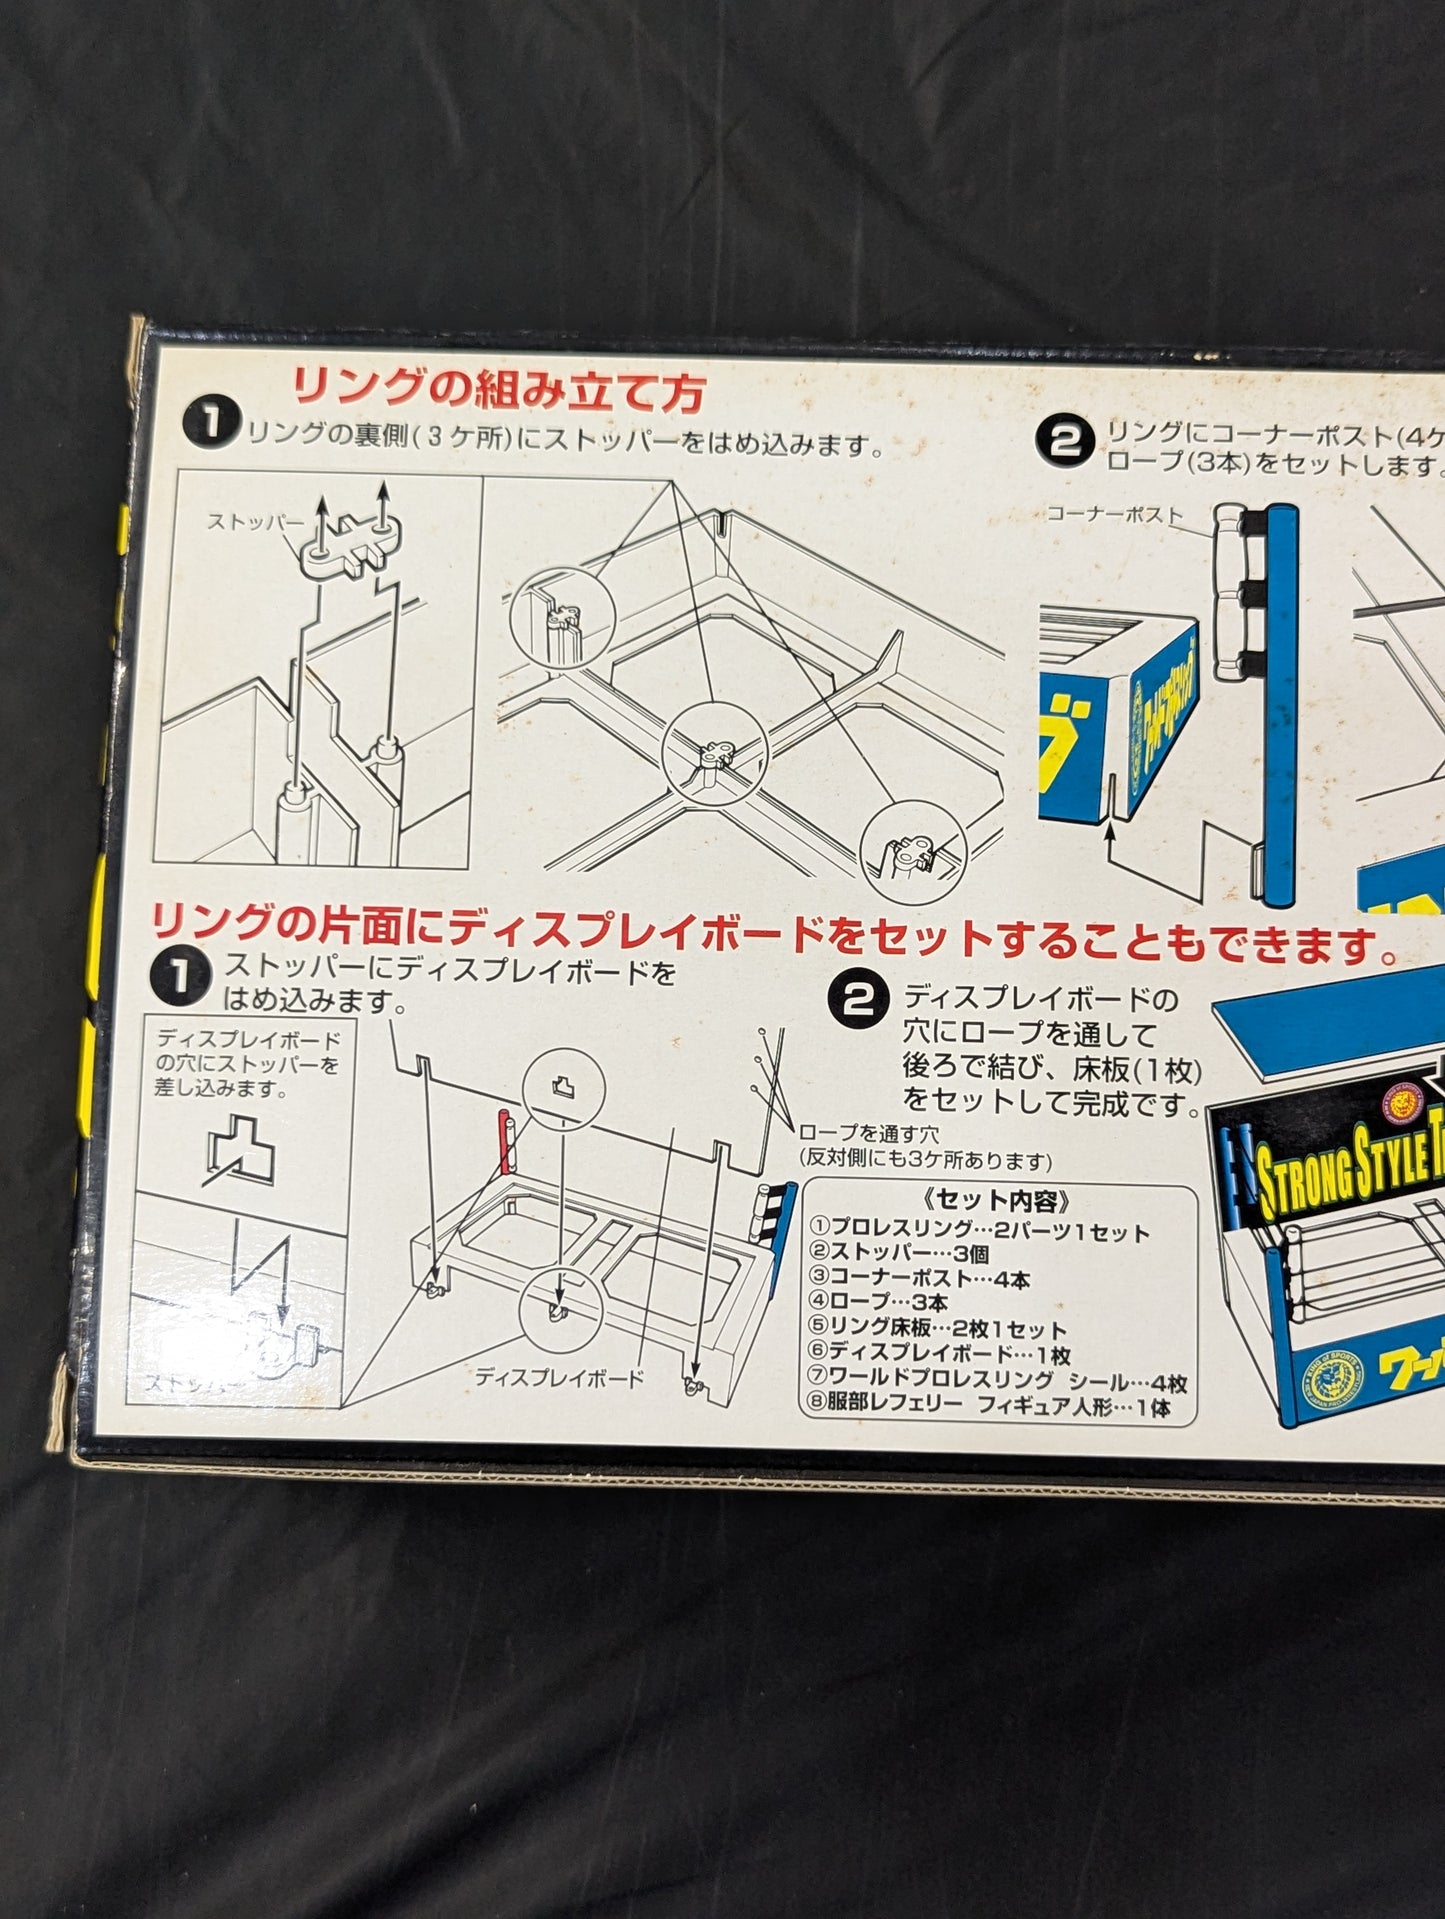 リングの組み立て方
1 リングの裏側(3ケ所)にストッパーをはめ込みます。
ストッパー
2 リングにコーナーポスト(4ケ
ロープ(3本)をセットします。
コーナーポスト
グ
リングの片面にディスプレイボードをセットすることもできます。
1 ストッパーにディスプレイボードを
はめ込みます。
ディスプレイボード
の穴にストッパーを
差し込みます。
ストッパー
ディスプレイボード
ロープを通す穴
(反対側にも3ケ所あります)
2 ディスプレイボードの
穴にロープを通して
後ろで結び、床板(1枚)
をセットして完成です。
《セット内容》
①プロレスリング…2パーツ1セット
②ストッパー…3個
③コーナーポスト…4本
④ロープ…3本
⑤リング床板…2枚1セット
⑥ディスプレイボード…1枚
⑦ワールドプロレスリング シール…4枚
⑧服部レフェリー フィギュア人形…1体
STRONG STYLE T
KING of SPORTS
ワー